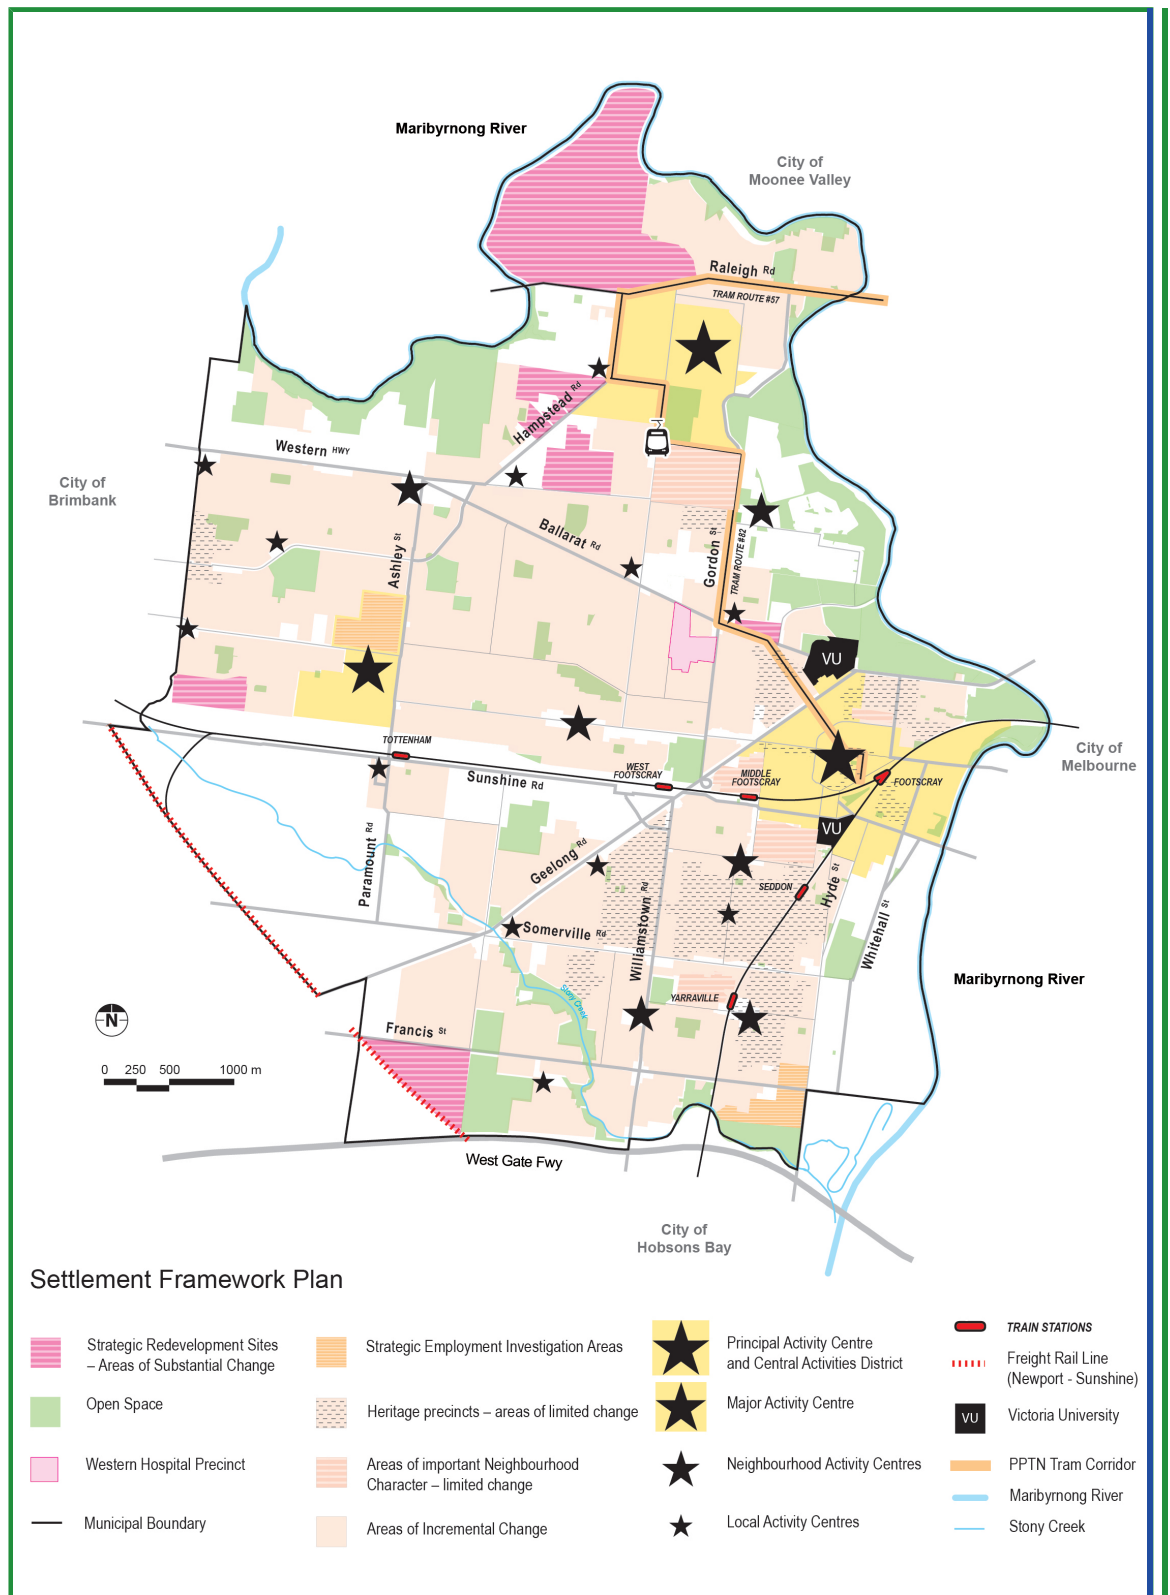 Maribyrnong River
City of
Moonee Valley
Raleigh Rd
TRAM ROUTE #57
Hampstead Rd
Western HWY
City of
Brimbank
Ballarat Rd
Ashley St
Gordon St
TRAM ROUTE #82
VU
TOTTENHAM
WEST
FOOTSCRAY
MIDDLE
FOOTSCRAY
FOOTSCRAY
City of
Melbourne
Sunshine Rd
VU
Paramount Rd
Geelong Rd
SEDDON
Hyde St
Williamstown Rd
Somerville Rd
Whitehall St
Maribyrnong River
Stony Creek
YARRAVILLE
N
Francis St
0 250 500 1000 m
West Gate Fwy
City of
Hobsons Bay
Settlement Framework Plan
Strategic Redevelopment Sites
– Areas of Substantial Change
Open Space
Western Hospital Precinct
Municipal Boundary
Strategic Employment Investigation Areas
Heritage precincts – areas of limited change
Areas of important Neighbourhood
Character – limited change
Areas of Incremental Change
Principal Activity Centre
and Central Activities District
Major Activity Centre
Neighbourhood Activity Centres
Local Activity Centres
TRAIN STATIONS
Freight Rail Line
(Newport - Sunshine)
VU
Victoria University
PPTN Tram Corridor
Maribyrnong River
Stony Creek